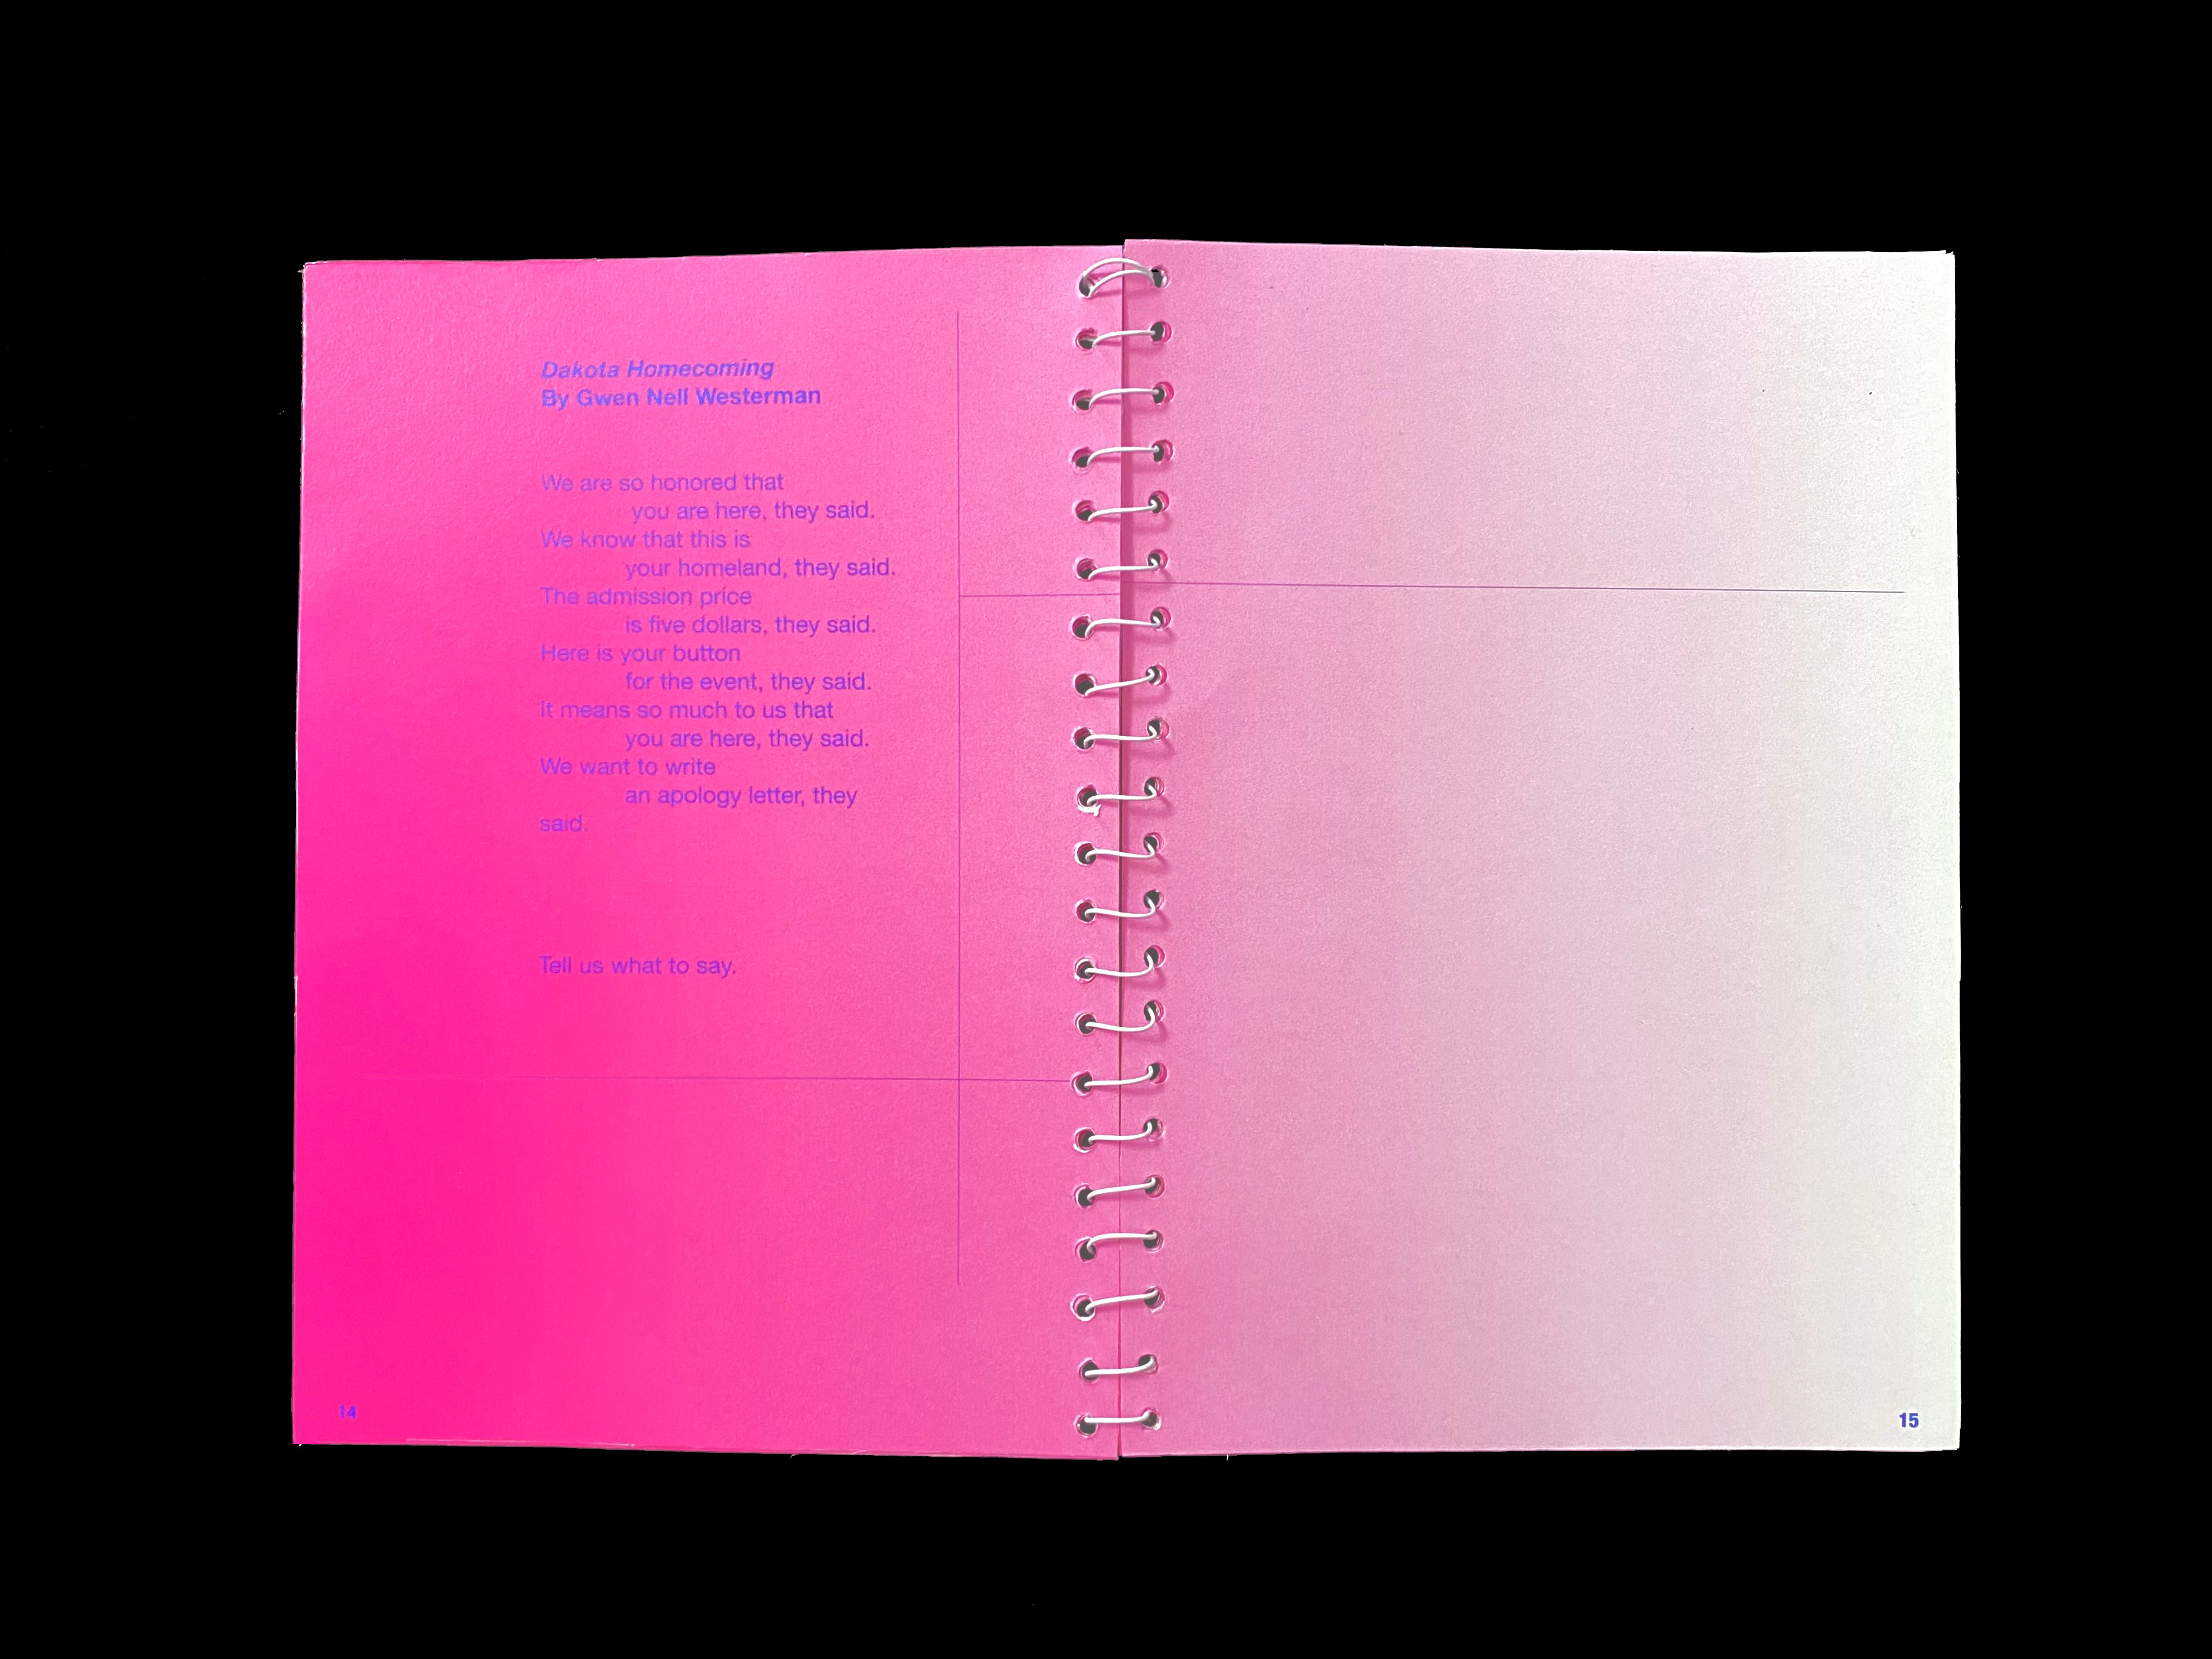 Dakota Homecoming
By Gwen Nell Westerman
We are so honored that
you are here, they said.
We know that this is
your homeland, they said.
The admission price
is five dollars, they said.
Here is your button
for the event, they said.
It means so much to us that
you are here, they said.
We want to write
an apology letter, they
said.
Tell us what to say.
14
15